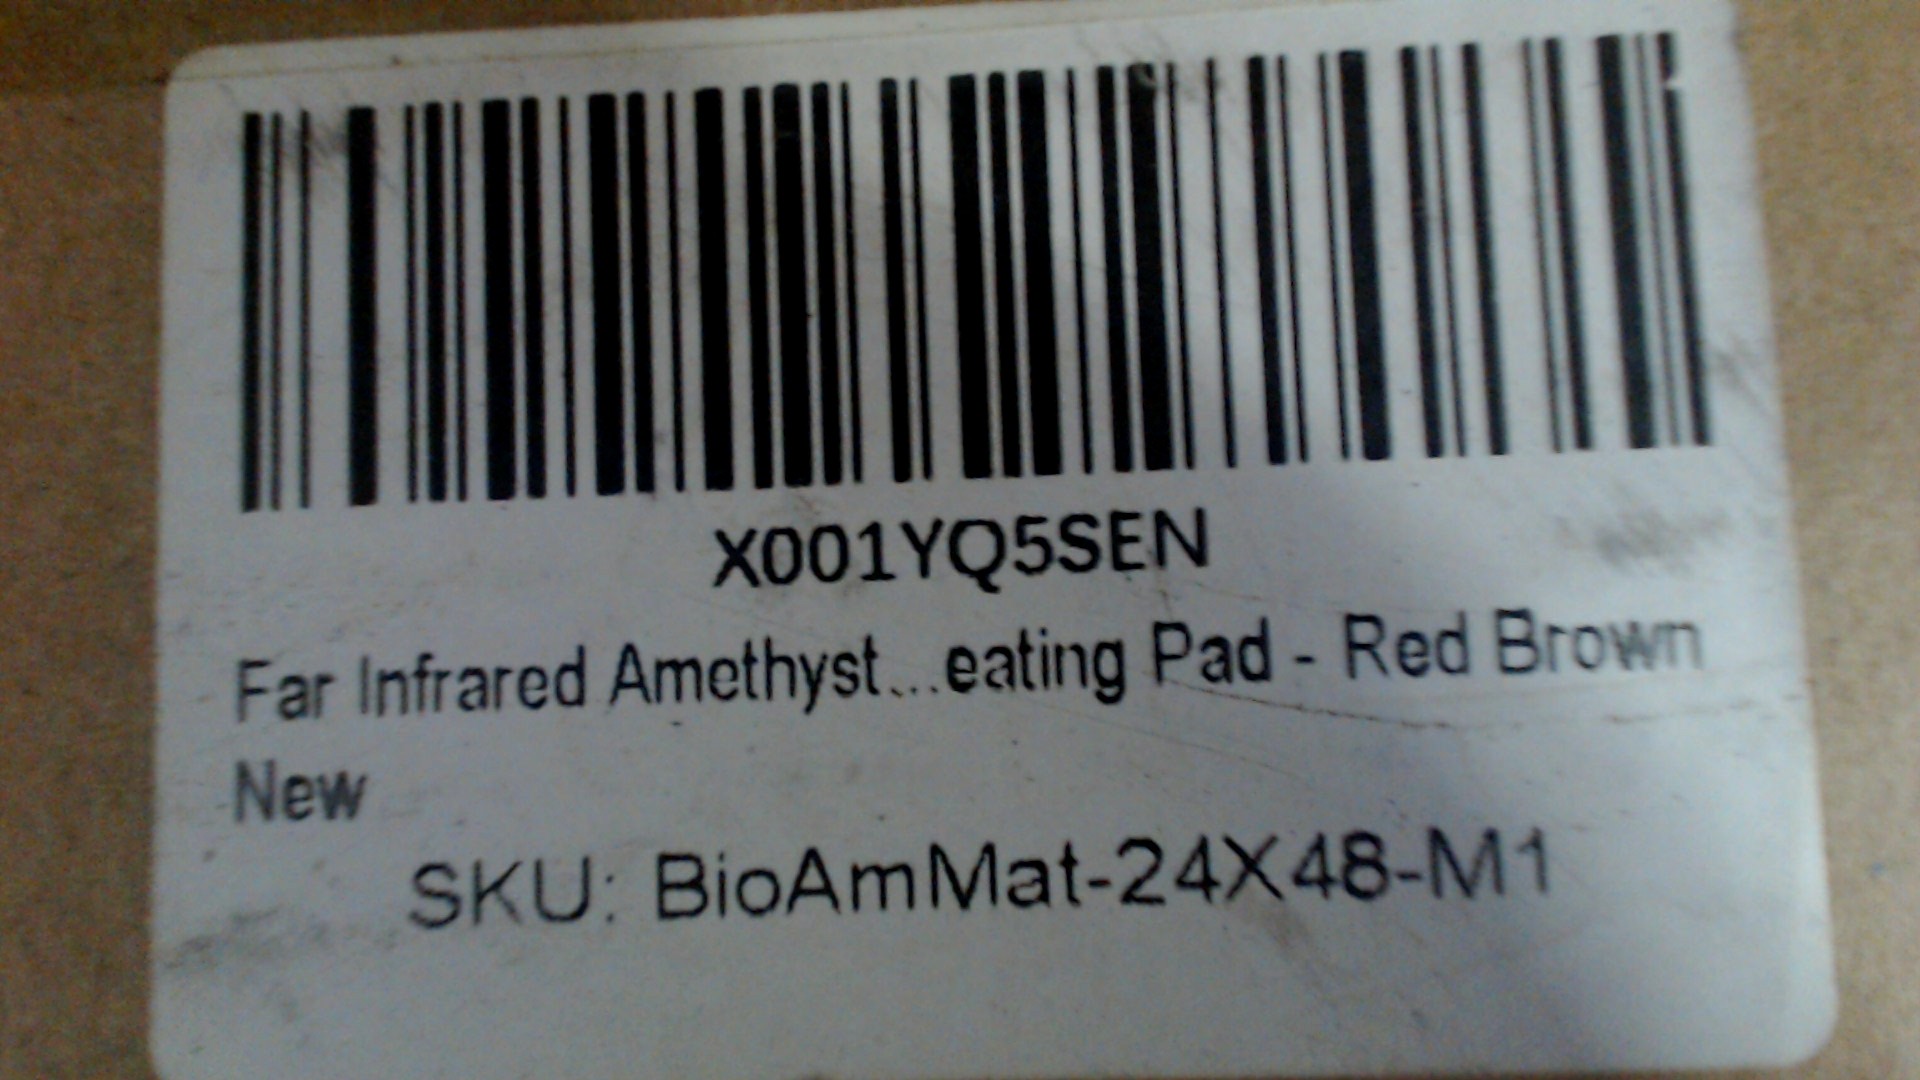 X001YQ5SEN
Far Infrared Amethyst...eating Pad - Red Brown
New
SKU: BioAmMat-24X48-M1